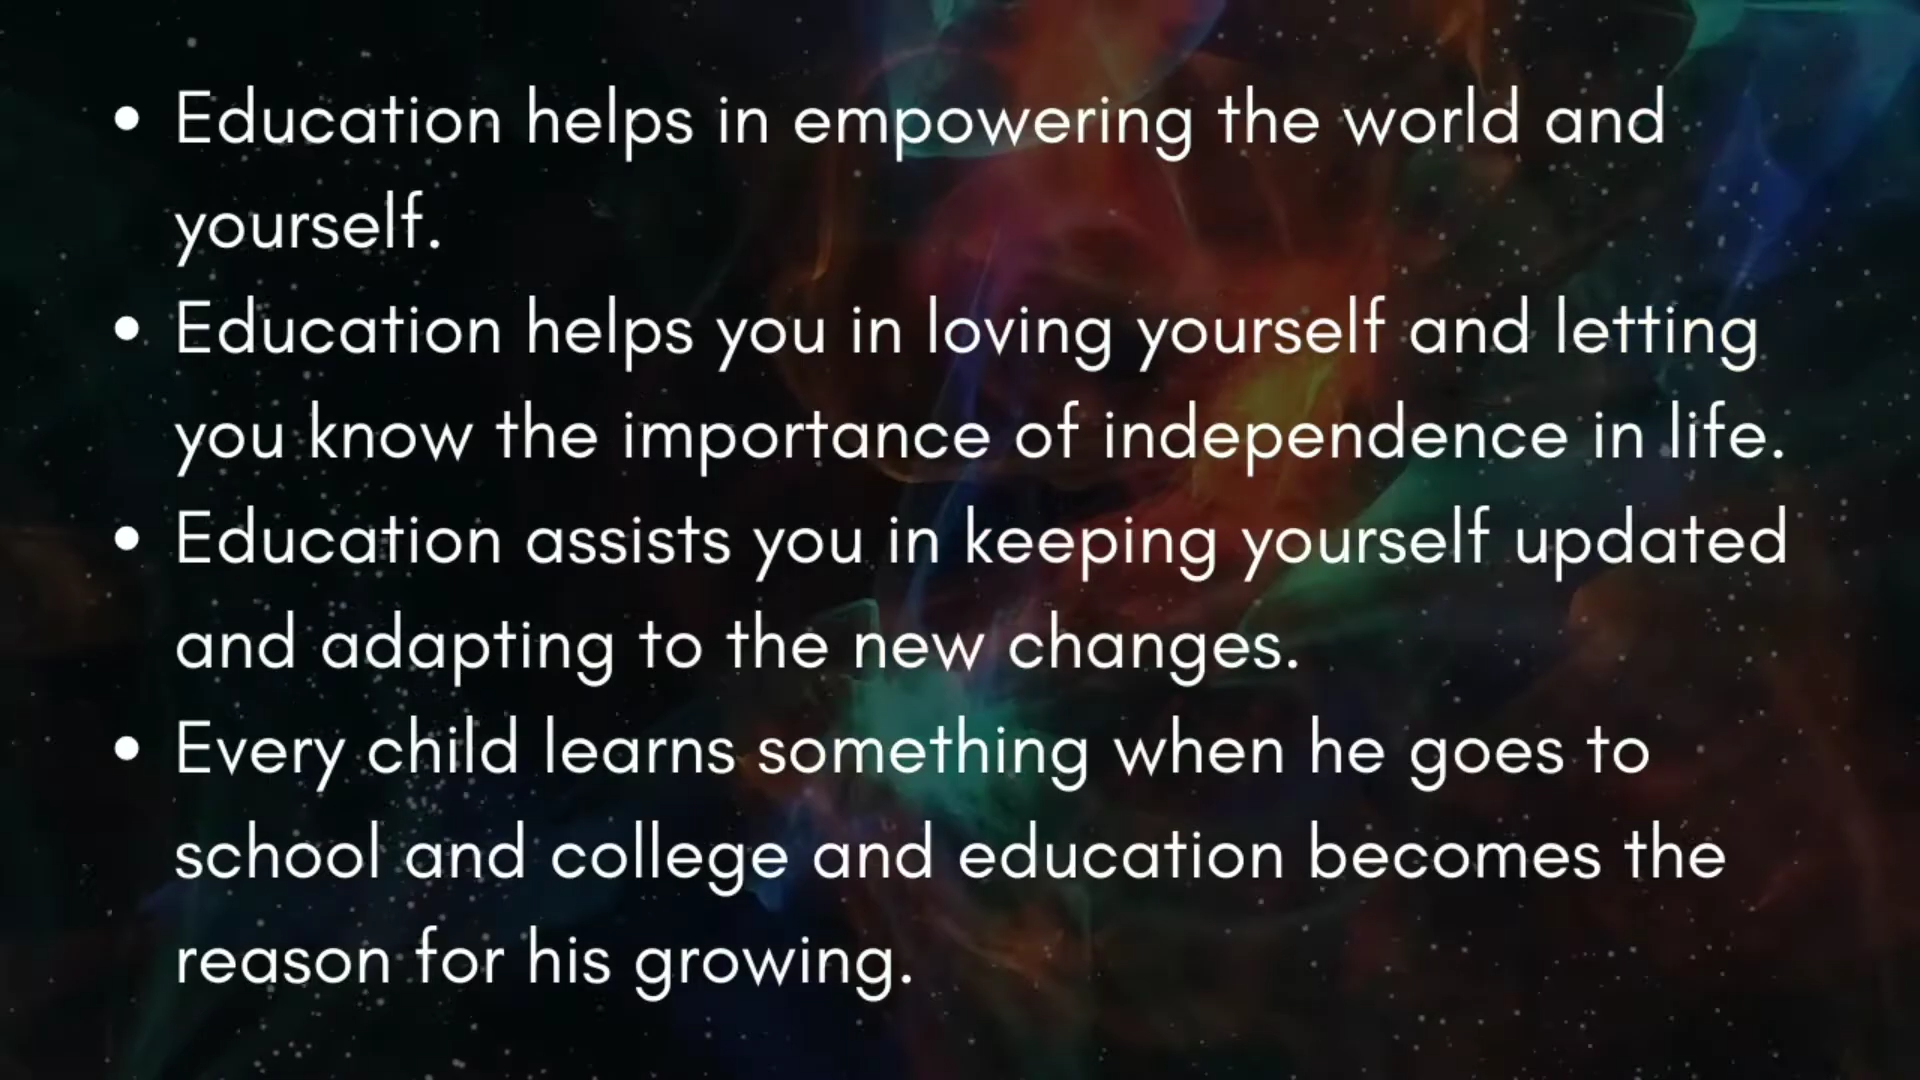 • Education helps in empowering the world and
yourself.
• Education helps you in loving yourself and letting
you know the importance of independence in life.
• Education assists you in keeping yourself updated
and adapting to the new changes.
• Every child learns something when he goes to
school and college and education becomes the
reason for his growing.